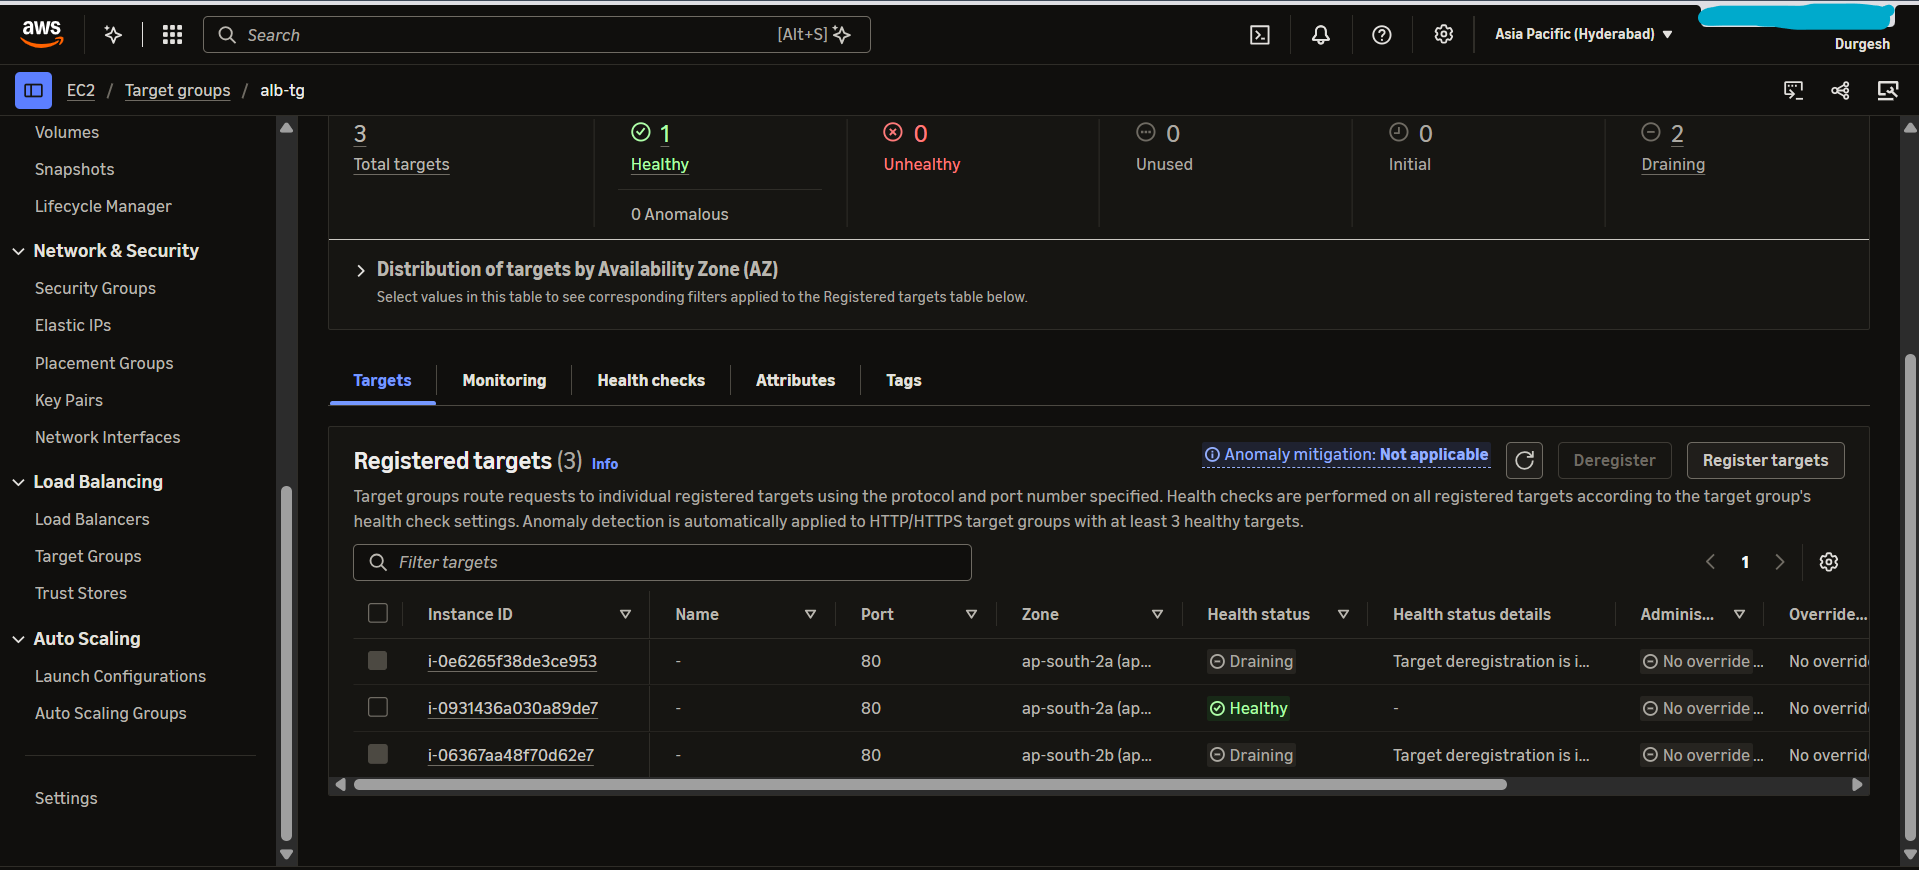 aws
Search
[Alt+S]
Asia Pacific (Hyderabad)
Durgesh
EC2 / Target groups / alb-tg
Volumes
Snapshots
Lifecycle Manager
Network & Security
Security Groups
Elastic IPs
Placement Groups
Key Pairs
Network Interfaces
Load Balancing
Load Balancers
Target Groups
Trust Stores
Auto Scaling
Launch Configurations
Auto Scaling Groups
Settings
3
Total targets
1
Healthy
0 Anomalous
0
Unhealthy
0
Unused
0
Initial
2
Draining
Distribution of targets by Availability Zone (AZ)
Select values in this table to see corresponding filters applied to the Registered targets table below.
Targets Monitoring Health checks Attributes Tags
Registered targets (3) Info
Anomaly mitigation: Not applicable
Deregister
Register targets
Target groups route requests to individual registered targets using the protocol and port number specified. Health checks are performed on all registered targets according to the target group's
health check settings. Anomaly detection is automatically applied to HTTP/HTTPS target groups with at least 3 healthy targets.
Filter targets
1
Instance ID Name Port Zone Health status Health status details Adminis... Override...
i-0e6265f38de3ce953 - 80 ap-south-2a (ap... Draining Target deregistration is i... No override ... No overrid
i-0931436a030a89de7 - 80 ap-south-2a (ap... Healthy - No override ... No overrid
i-06367aa48f70d62e7 - 80 ap-south-2b (ap... Draining Target deregistration is i... No override ... No overrid